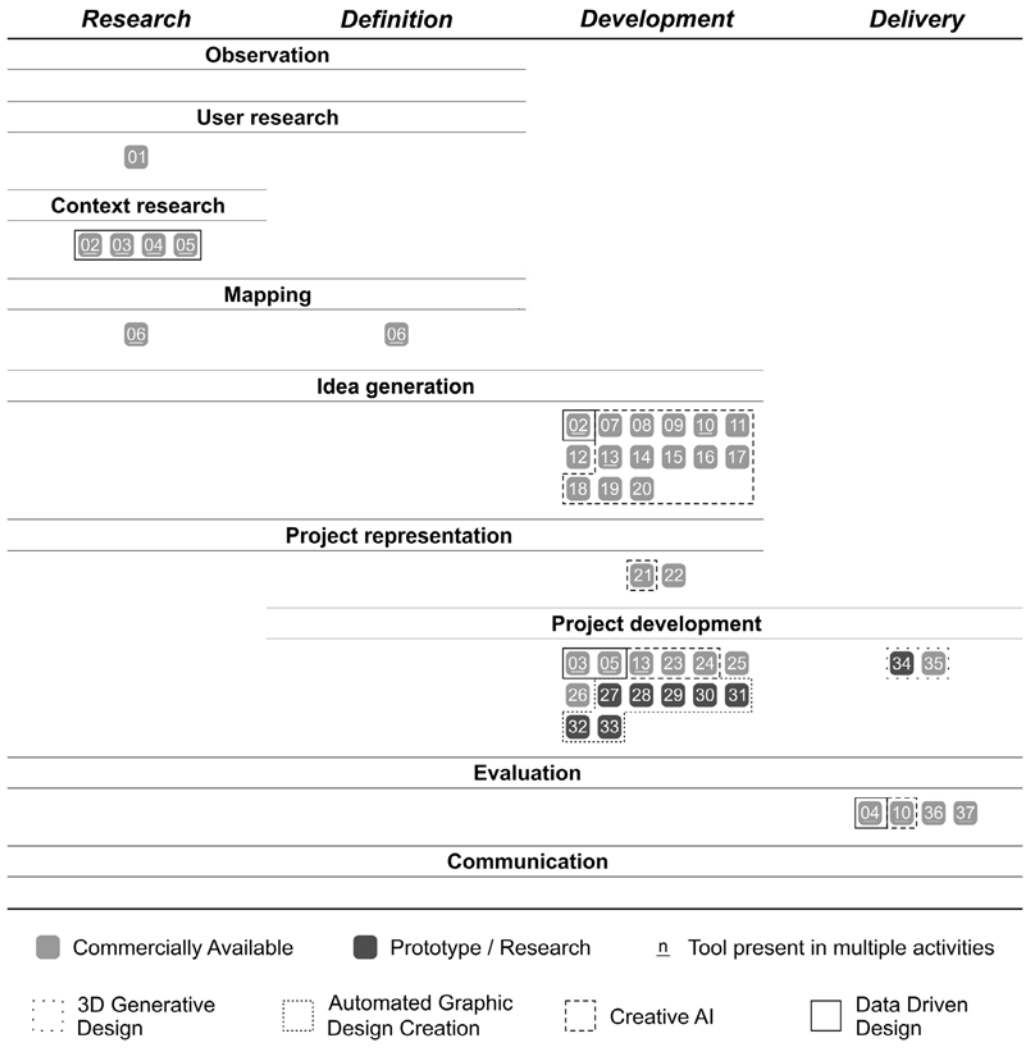 Research Definition Development Delivery
Observation
User research
01
Context research
02 03 04 05
Mapping
06 06
Idea generation
02 07 08 09 10 11
12 13 14 15 16 17
18 19 20
Project representation
21 22
Project development
03 05 13 23 24 25 34 35
26 27 28 29 30 31
32 33
Evaluation
04 10 36 37
Communication
Commercially Available Prototype / Research n Tool present in multiple activities
3D Generative
Design
Automated Graphic
Design Creation
Creative AI
Data Driven
Design